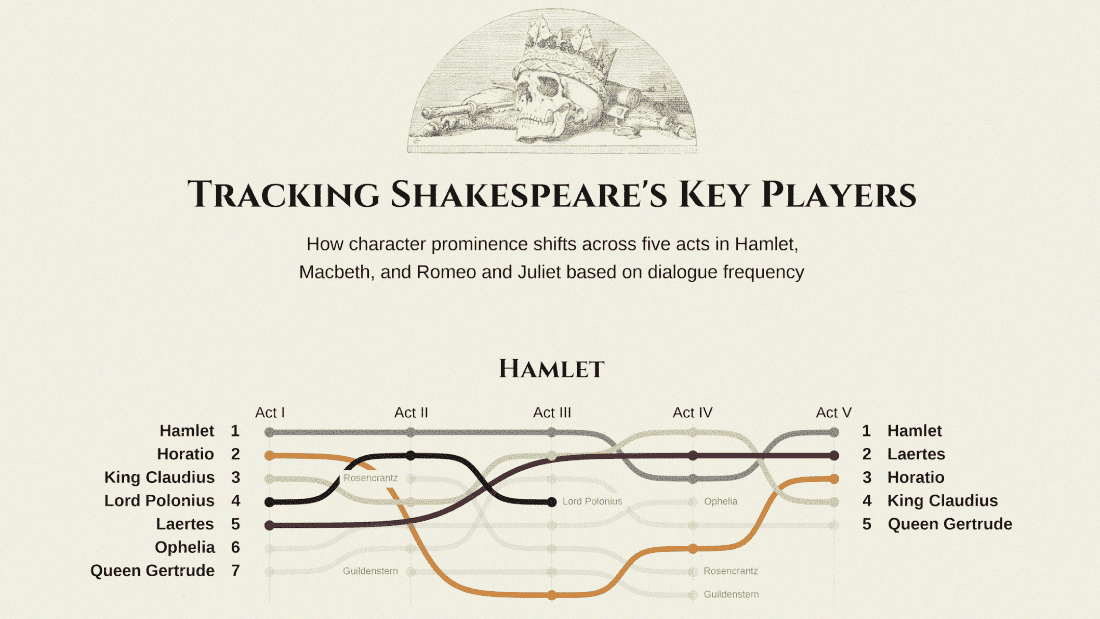 TRACKING SHAKESPEARE'S KEY PLAYERS
How character prominence shifts across five acts in Hamlet,
Macbeth, and Romeo and Juliet based on dialogue frequency
HAMLET
Act I Act II Act III Act IV Act V
Hamlet 1 1 Hamlet
Horatio 2 2 Laertes
King Claudius 3 Rosencrantz 3 Horatio
Lord Polonius 4 Lord Polonius Ophelia 4 King Claudius
Laertes 5 5 Queen Gertrude
Ophelia 6
Queen Gertrude 7 Guildenstern Rosencrantz
Guildenstern